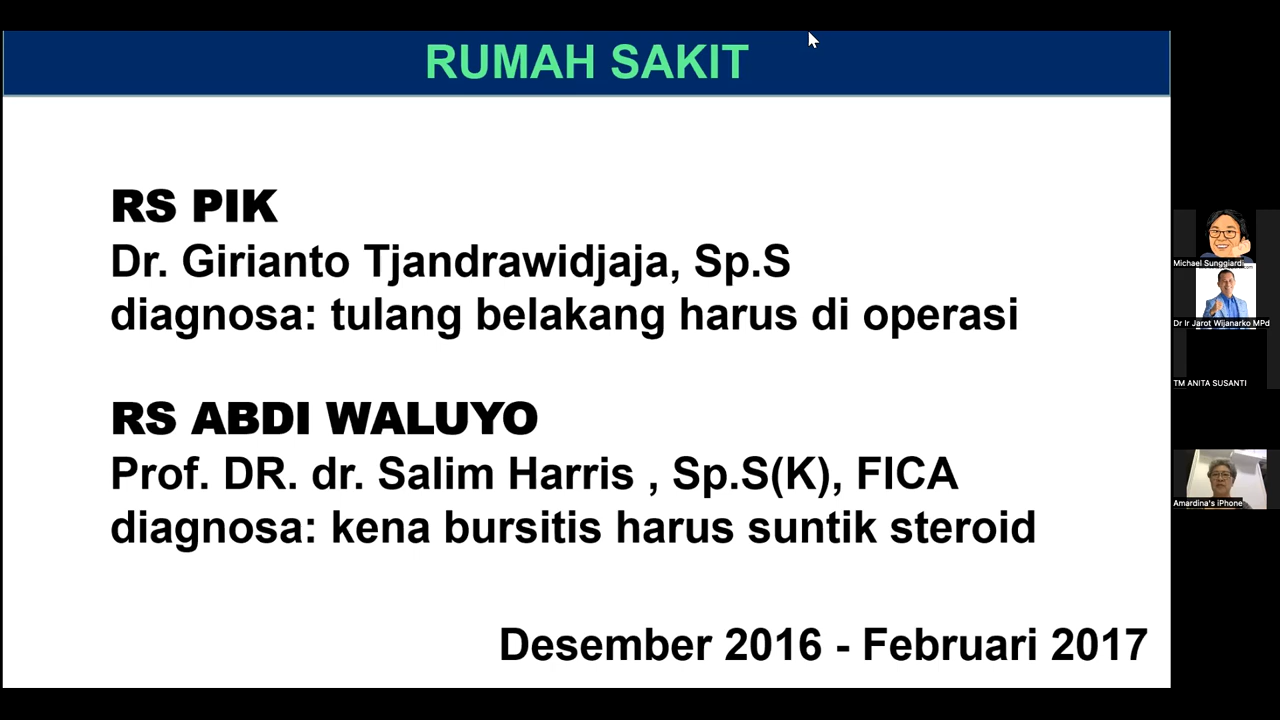 RUMAH SAKIT
RS PIK
Dr. Girianto Tjandrawidjaja, Sp.S
diagnosa: tulang belakang harus di operasi
RS ABDI WALUYO
Prof. DR. dr. Salim Harris , Sp.S(K), FICA
diagnosa: kena bursitis harus suntik steroid
Desember 2016 - Februari 2017
Michael Sunggiardi
Dr Ir Jarot Wijanarko MPd
TM ANITA SUSANTI
Amardina's iPhone